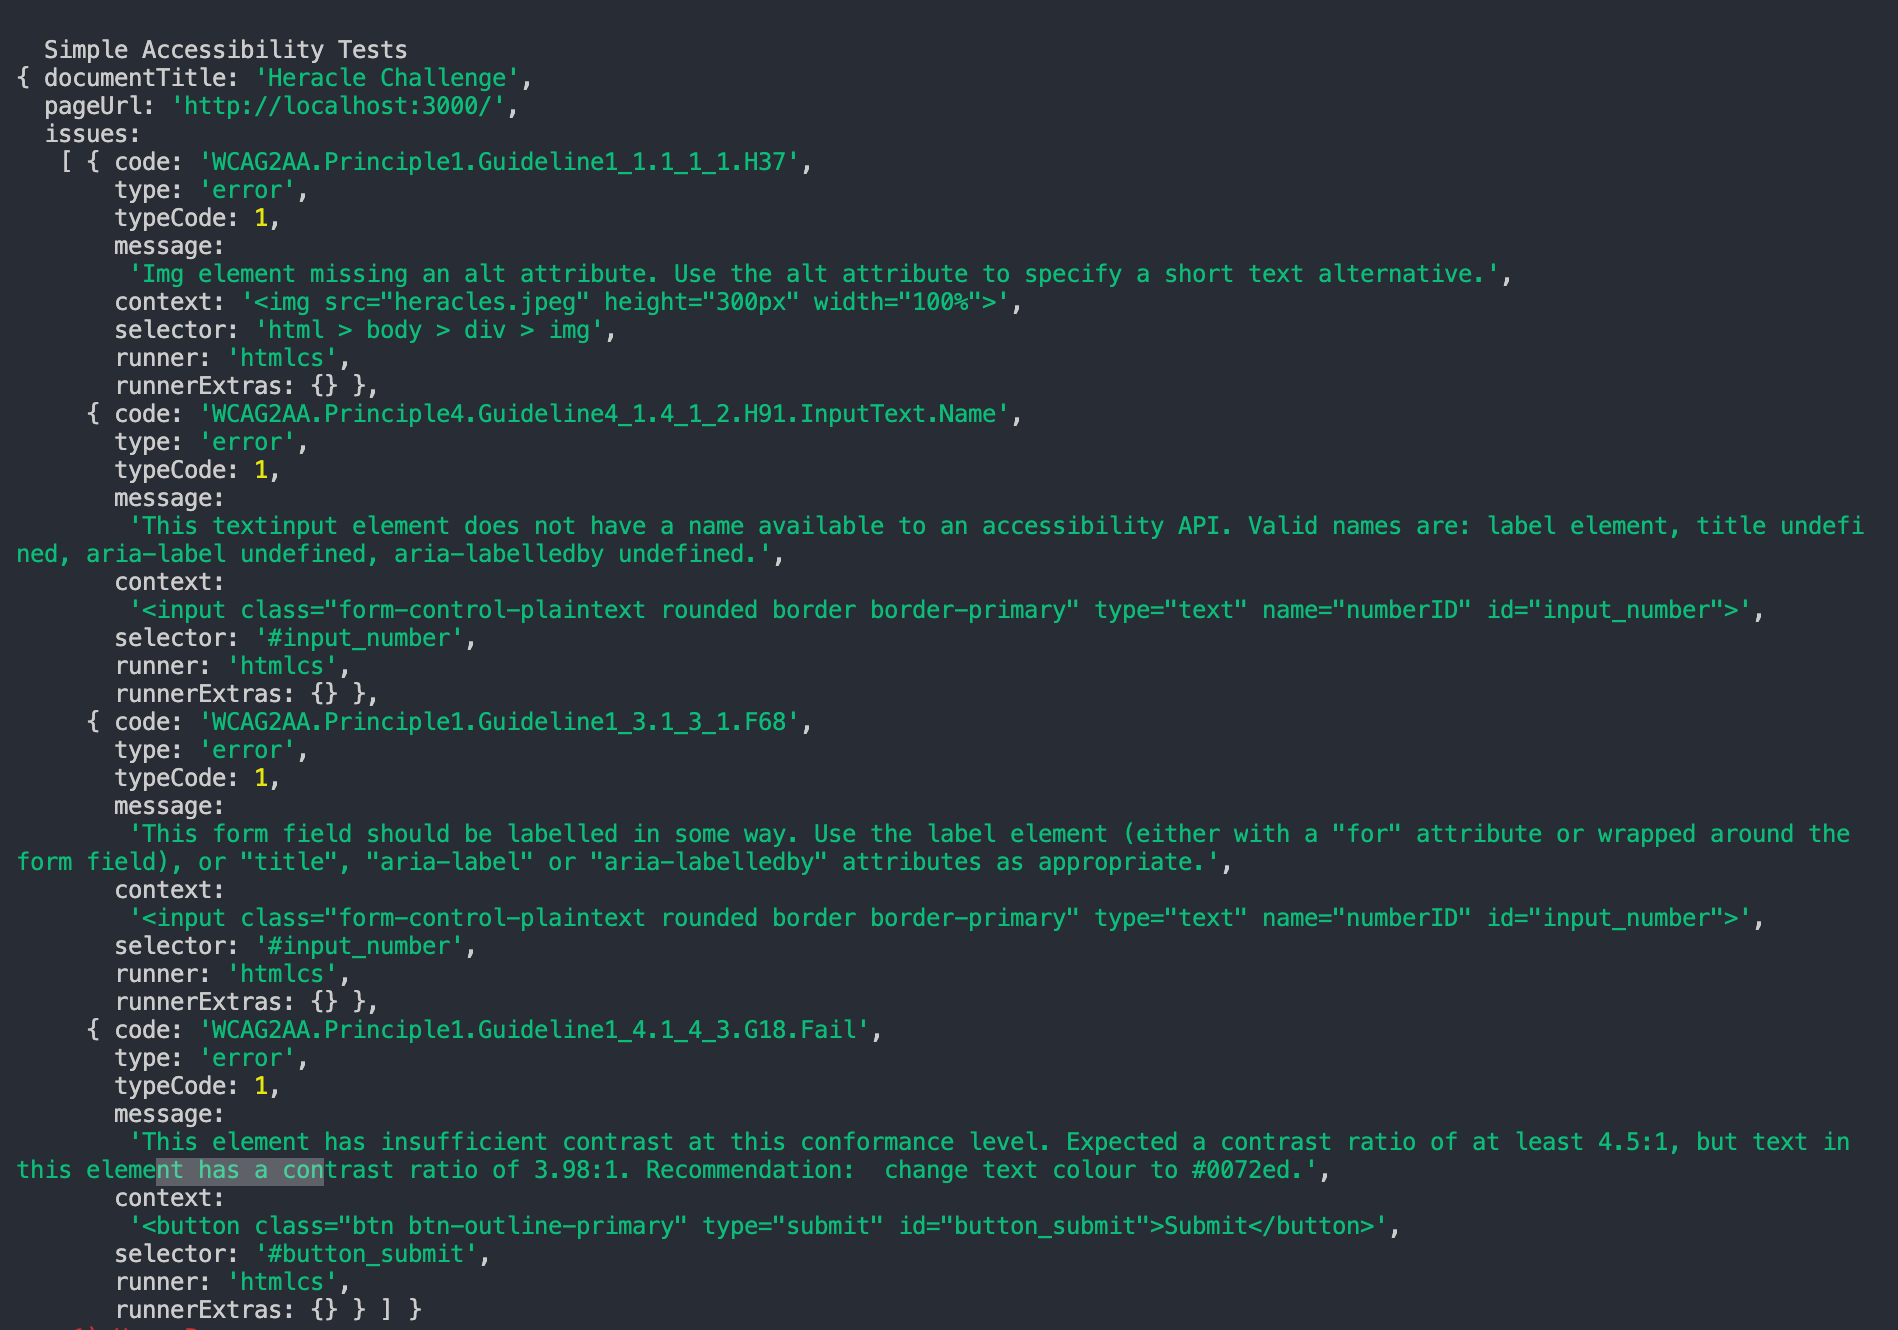 Simple Accessibility Tests
{ documentTitle: 'Heracle Challenge',
pageUrl: 'http://localhost:3000/',
issues:
[ { code: 'WCAG2AA.Principle1.Guideline1_1.1_1_1.H37',
type: 'error',
typeCode: 1,
message:
'Img element missing an alt attribute. Use the alt attribute to specify a short text alternative.',
context: '<img src="heracles.jpeg" height="300px" width="100%">',
selector: 'html > body > div > img',
runner: 'htmlcs',
runnerExtras: {} },
{ code: 'WCAG2AA.Principle4.Guideline4_1.4_1_2.H91.InputText.Name',
type: 'error',
typeCode: 1,
message:
'This textinput element does not have a name available to an accessibility API. Valid names are: label element, title undefi
ned, aria-label undefined, aria-labelledby undefined.',
context:
'<input class="form-control-plaintext rounded border border-primary" type="text" name="numberID" id="input_number">',
selector: '#input_number',
runner: 'htmlcs',
runnerExtras: {} },
{ code: 'WCAG2AA.Principle1.Guideline1_3.1_3_1.F68',
type: 'error',
typeCode: 1,
message:
'This form field should be labelled in some way. Use the label element (either with a "for" attribute or wrapped around the
form field), or "title", "aria-label" or "aria-labelledby" attributes as appropriate.',
context:
'<input class="form-control-plaintext rounded border border-primary" type="text" name="numberID" id="input_number">',
selector: '#input_number',
runner: 'htmlcs',
runnerExtras: {} },
{ code: 'WCAG2AA.Principle1.Guideline1_4.1_4_3.G18.Fail',
type: 'error',
typeCode: 1,
message:
'This element has insufficient contrast at this conformance level. Expected a contrast ratio of at least 4.5:1, but text in
this element has a contrast ratio of 3.98:1. Recommendation:  change text colour to #0072ed.',
context:
'<button class="btn btn-outline-primary" type="submit" id="button_submit">Submit</button>',
selector: '#button_submit',
runner: 'htmlcs',
runnerExtras: {} } ] }